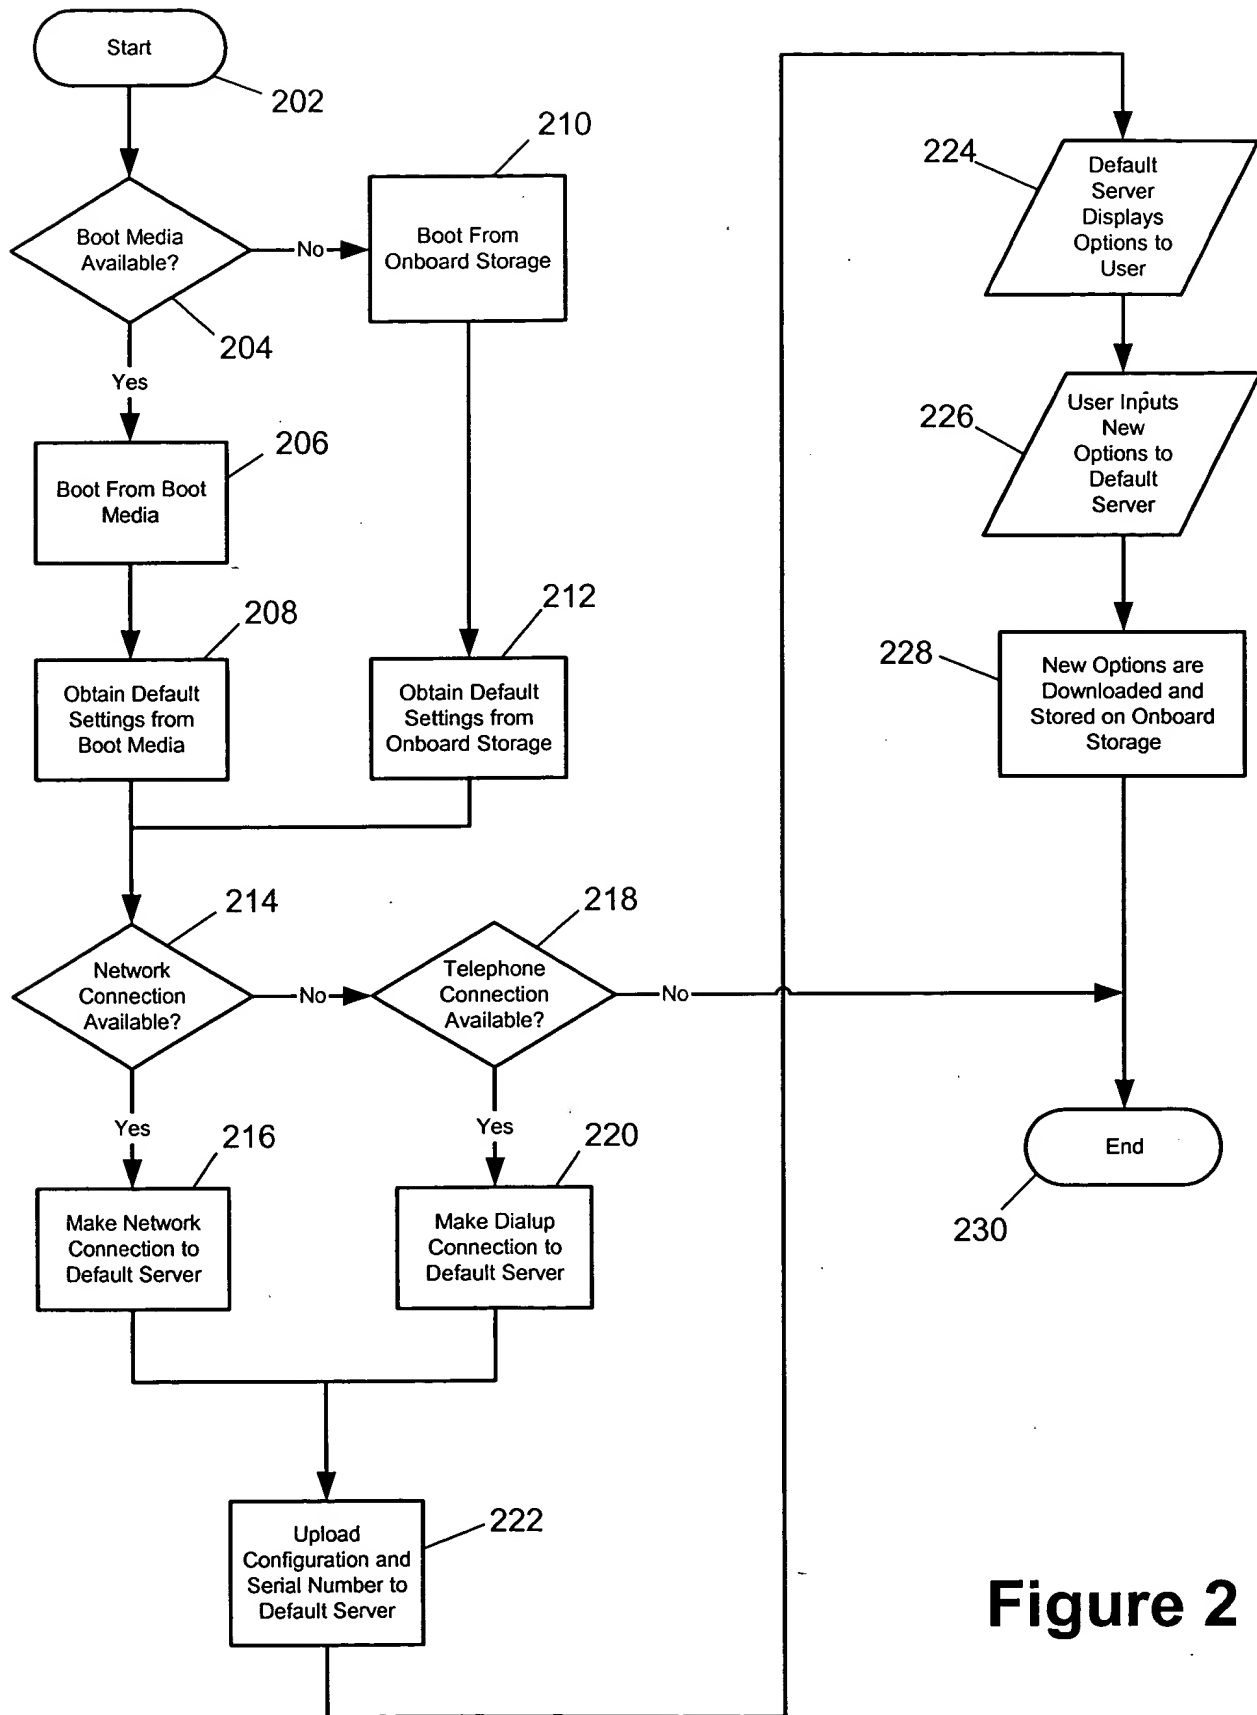 Start
202
Boot Media
Available?
204
No
210
Boot From
Onboard Storage
Yes
206
Boot From Boot
Media
208
Obtain Default
Settings from
Boot Media
212
Obtain Default
Settings from
Onboard Storage
214
Network
Connection
Available?
No
218
Telephone
Connection
Available?
No
Yes
216
Make Network
Connection to
Default Server
Yes
220
Make Dialup
Connection to
Default Server
222
Upload
Configuration and
Serial Number to
Default Server
224
Default
Server
Displays
Options to
User
226
User Inputs
New
Options to
Default
Server
228
New Options are
Downloaded and
Stored on Onboard
Storage
End
230
Figure 2